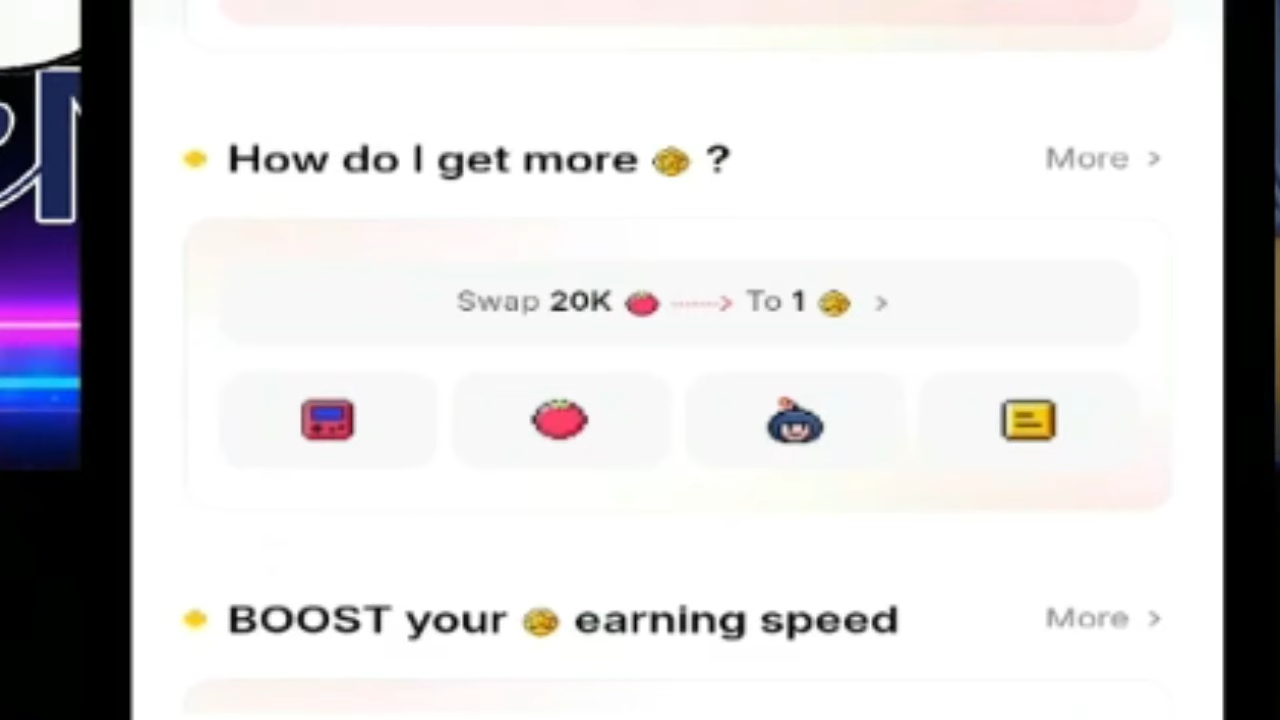 How do I get more ?
More >
Swap 20K To 1 >
BOOST your earning speed
More >